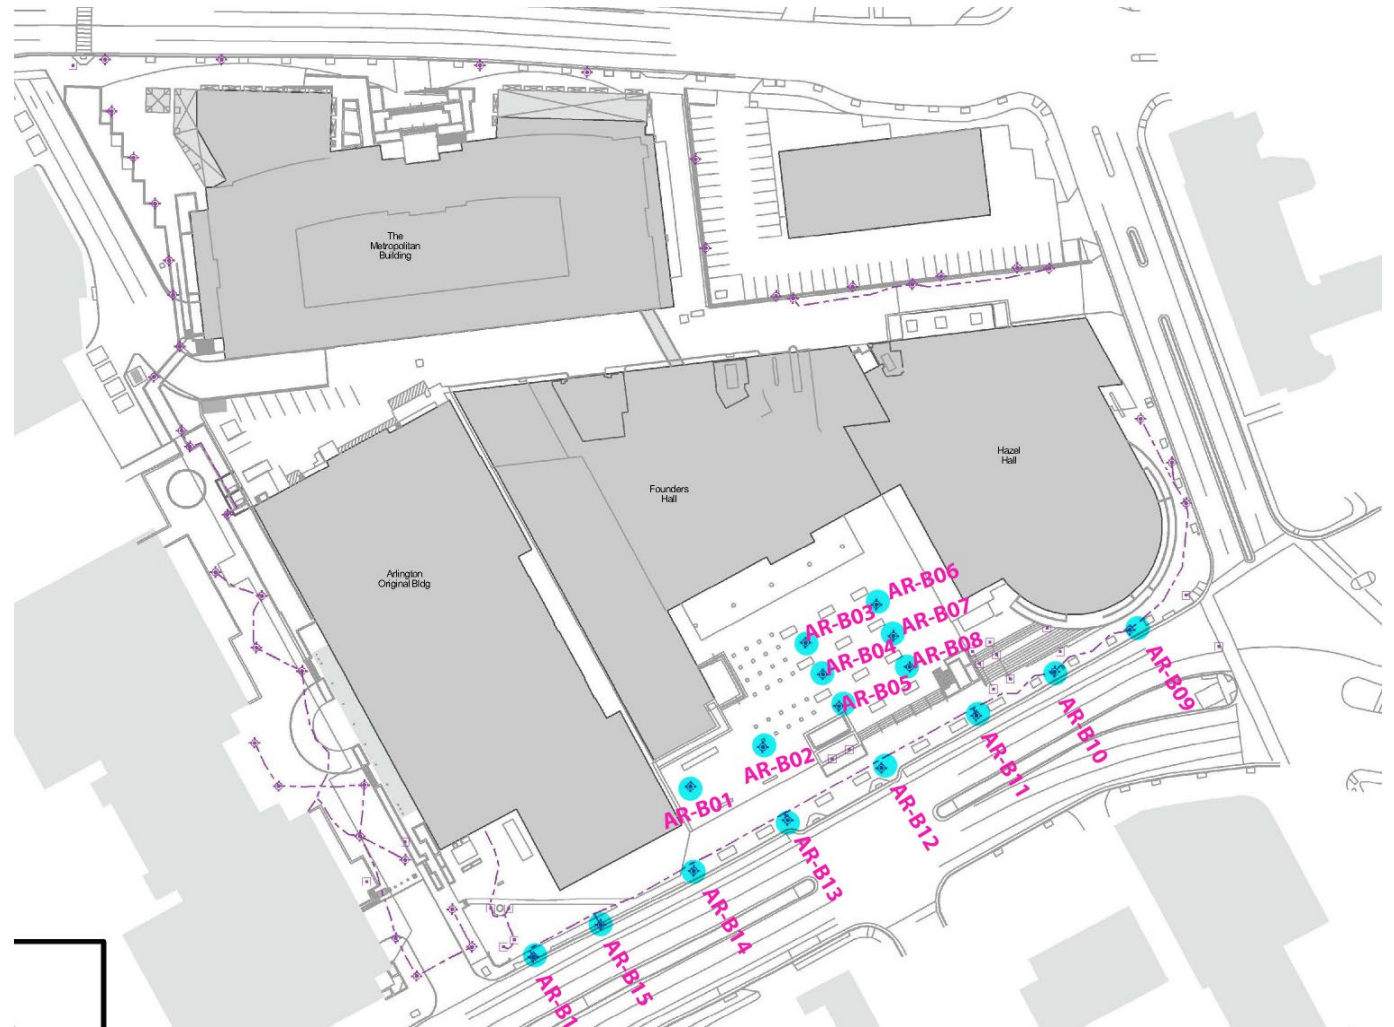 The
Metropolitan
Building
Hazel
Hall
Founders
Hall
Arlington
Original Bldg
AR-B06
AR-B03
AR-B07
AR-B04
AR-B08
AR-B05
AR-B09
AR-B02
AR-B10
AR-B01
AR-B11
AR-B12
AR-B13
AR-B14
AR-B15
AR-B1